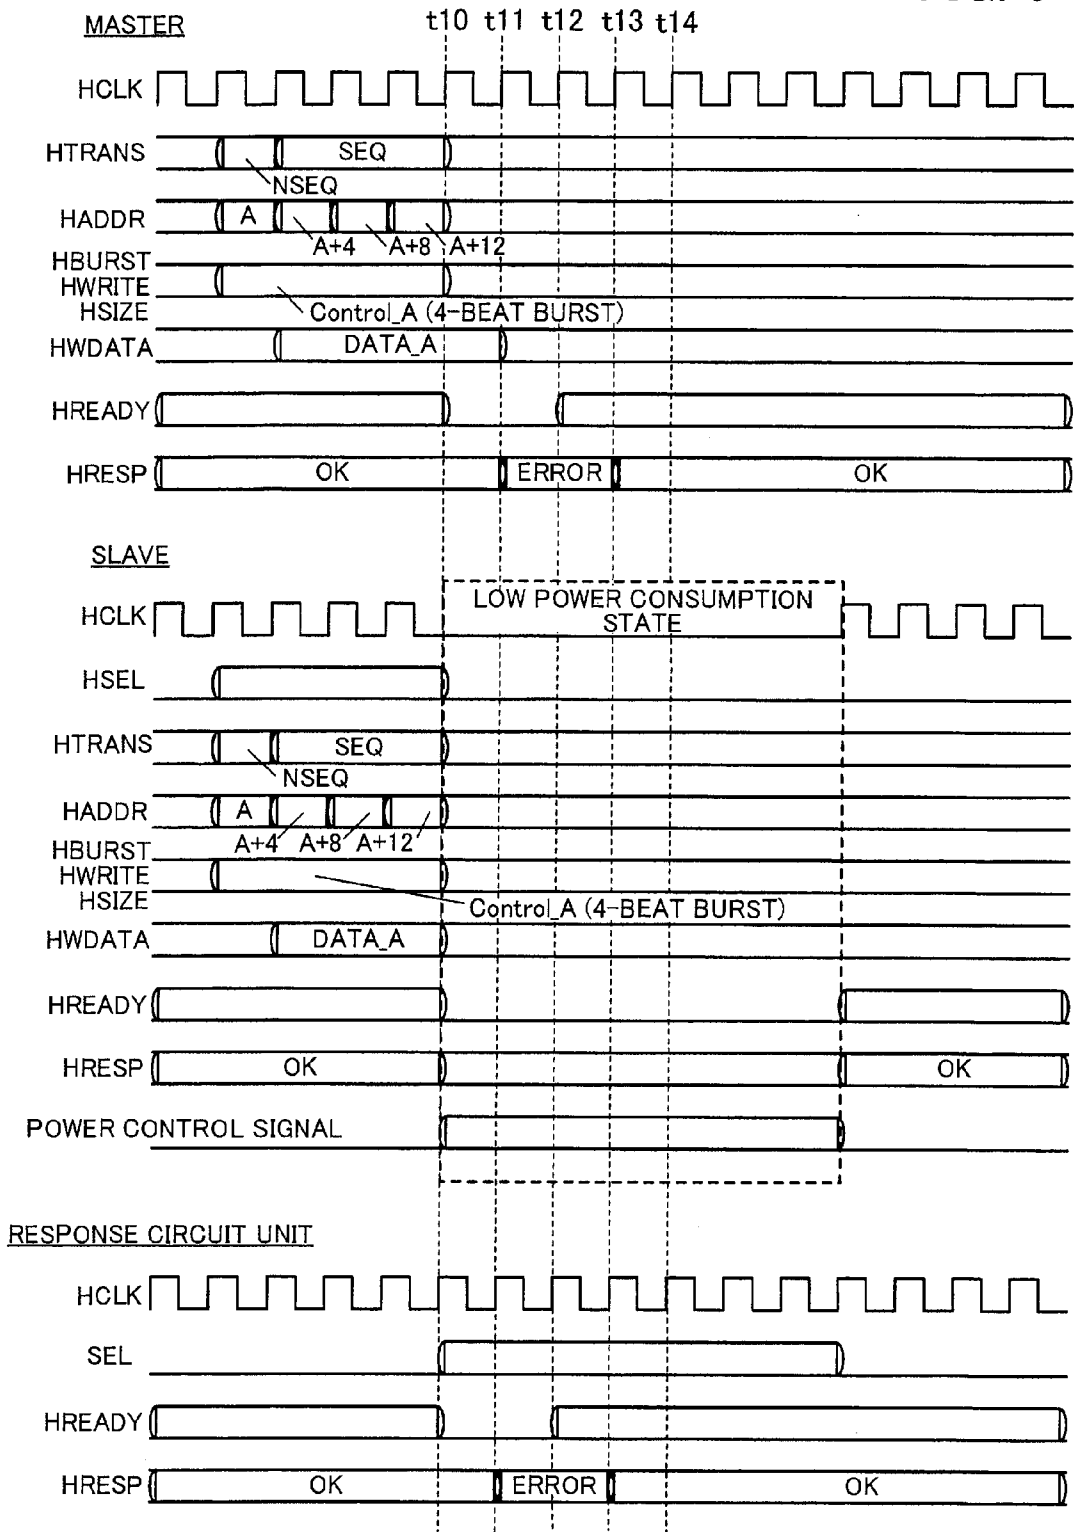 t10 t11 t12 t13 t14
MASTER
HCLK
HTRANS SEQ
NSEQ
HADDR A
A+4 A+8 A+12
HBURST
HWRITE
HSIZE Control_A (4-BEAT BURST)
HWDATA DATA_A
HREADY
HRESP OK ERROR OK
SLAVE
HCLK LOW POWER CONSUMPTION
STATE
HSEL
HTRANS SEQ
NSEQ
HADDR A
A+4 A+8 A+12
HBURST
HWRITE
HSIZE Control_A (4-BEAT BURST)
HWDATA DATA_A
HREADY
HRESP OK OK
POWER CONTROL SIGNAL
RESPONSE CIRCUIT UNIT
HCLK
SEL
HREADY
HRESP OK ERROR OK